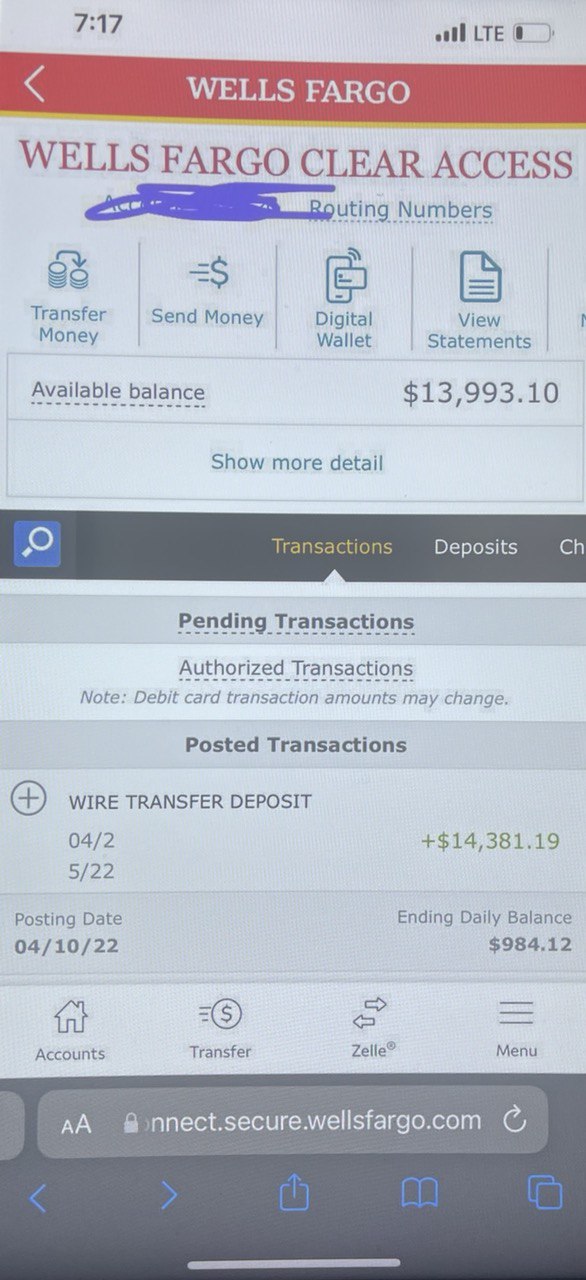 7:17
LTE
WELLS FARGO
WELLS FARGO CLEAR ACCESS
Routing Numbers
Transfer Money
Send Money
Digital Wallet
View Statements
Available balance $13,993.10
Show more detail
Transactions Deposits Ch
Pending Transactions
Authorized Transactions
Note: Debit card transaction amounts may change.
Posted Transactions
WIRE TRANSFER DEPOSIT
04/2 +$14,381.19
5/22
Posting Date Ending Daily Balance
04/10/22 $984.12
Accounts Transfer Zelle® Menu
AA nnect.secure.wellsfargo.com